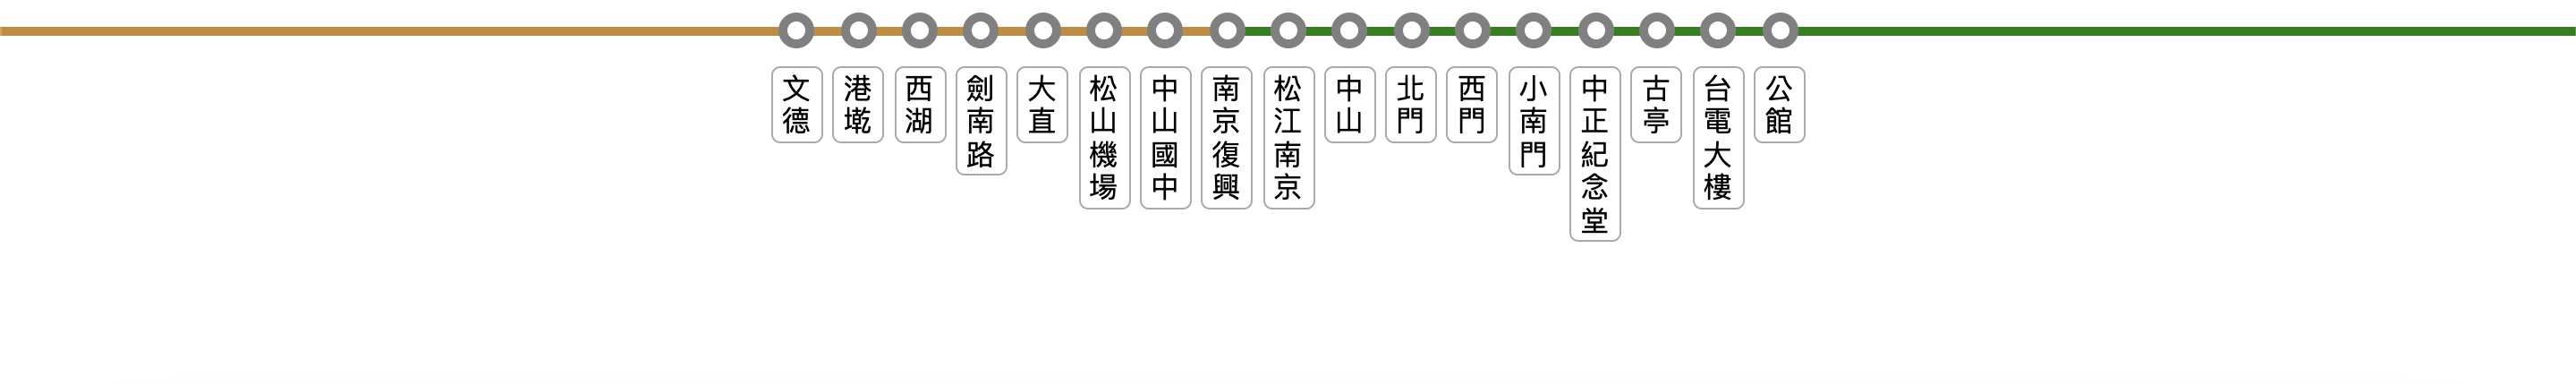 文德
港墘
西湖
劍南路
大直
松山機場
中山國中
南京復興
松江南京
中山
北門
西門
小南門
中正紀念堂
古亭
台電大樓
公館